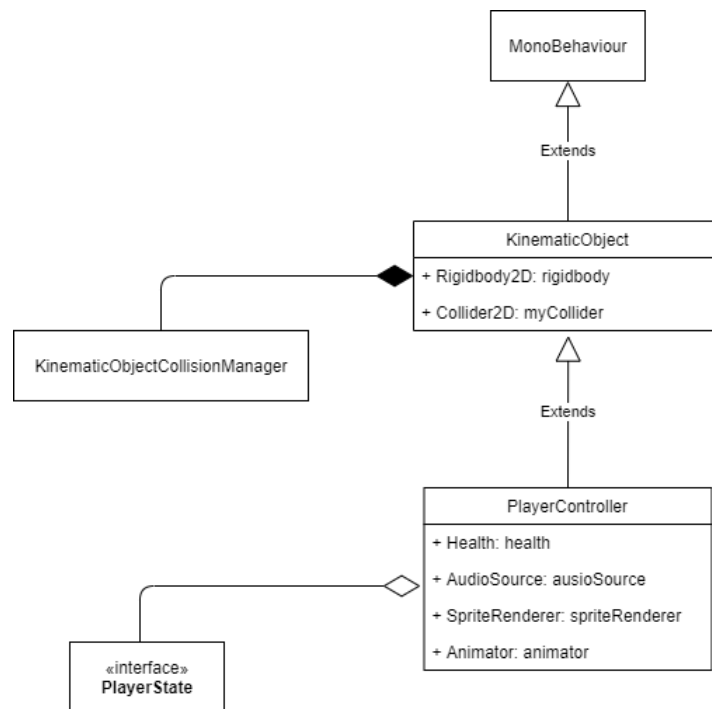 MonoBehaviour
Extends
KinematicObject
+ Rigidbody2D: rigidbody
+ Collider2D: myCollider
KinematicObjectCollisionManager
Extends
PlayerController
+ Health: health
+ AudioSource: ausioSource
+ SpriteRenderer: spriteRenderer
+ Animator: animator
«interface»
PlayerState